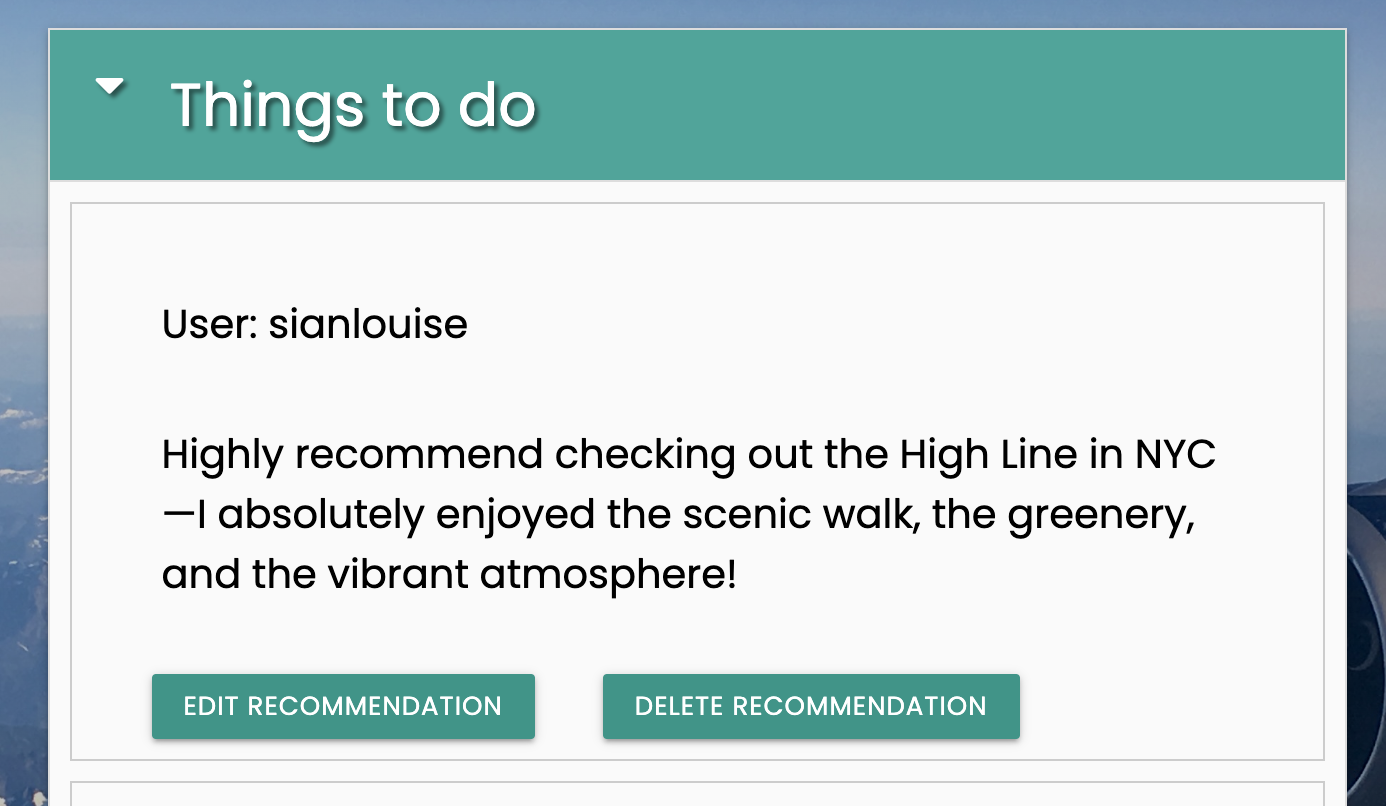 Things to do
User: sianlouise
Highly recommend checking out the High Line in NYC
—I absolutely enjoyed the scenic walk, the greenery,
and the vibrant atmosphere!
EDIT RECOMMENDATION
DELETE RECOMMENDATION